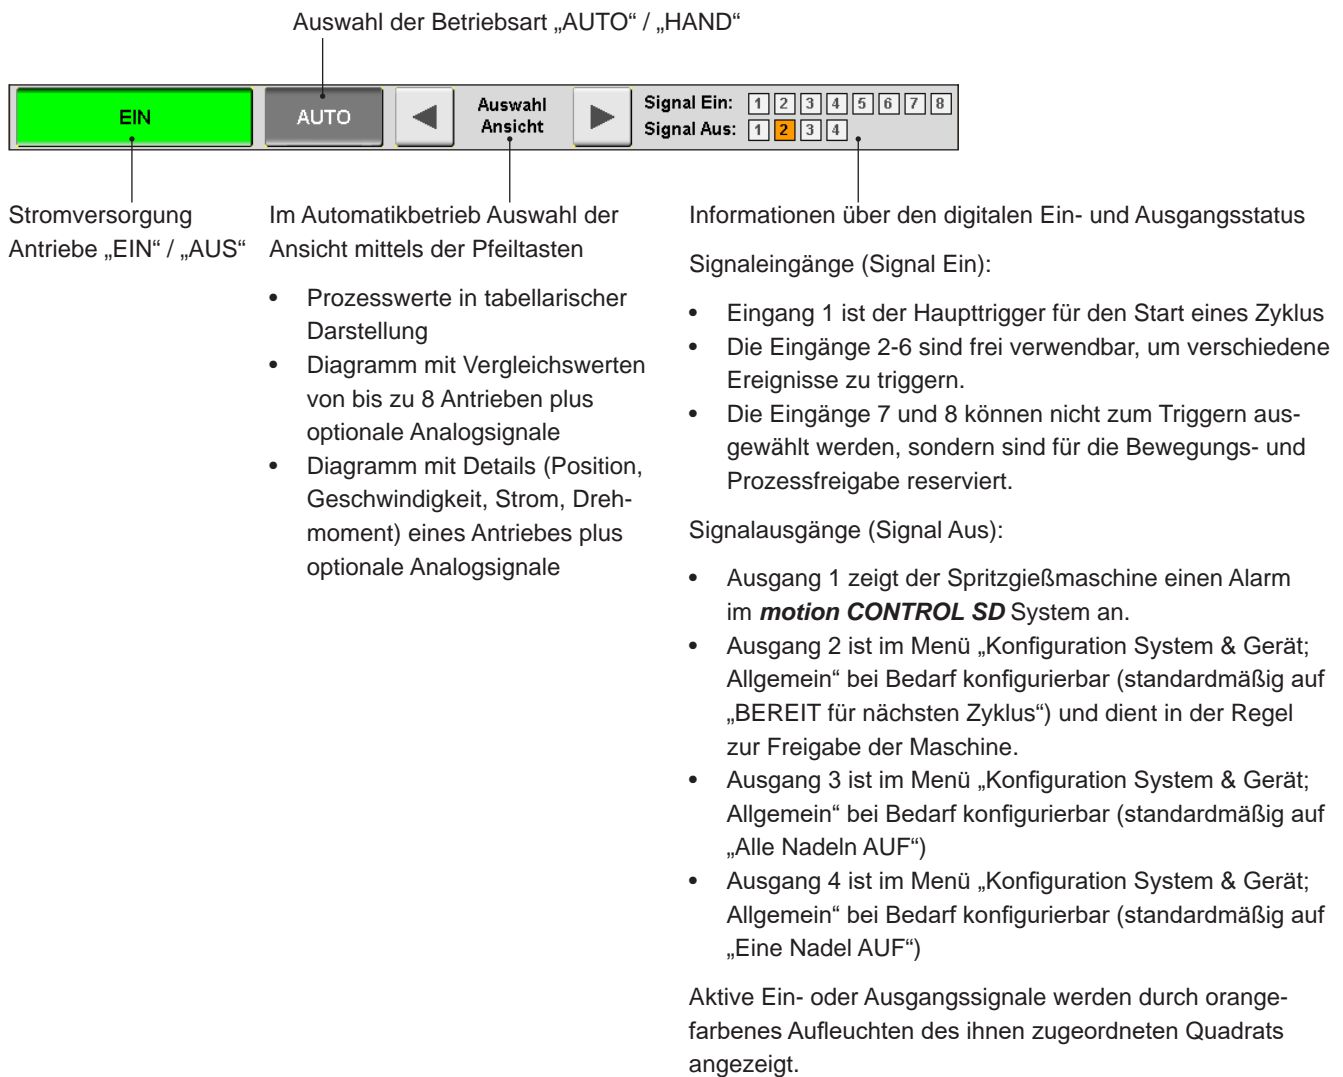 Auswahl der Betriebsart „AUTO“ / „HAND“
EIN
AUTO
Auswahl
Ansicht
Signal Ein: 1 2 3 4 5 6 7 8
Signal Aus: 1 2 3 4
Stromversorgung
Antriebe „EIN“ / „AUS“
Im Automatikbetrieb Auswahl der
Ansicht mittels der Pfeiltasten
• Prozesswerte in tabellarischer
Darstellung
• Diagramm mit Vergleichswerten
von bis zu 8 Antrieben plus
optionale Analogsignale
• Diagramm mit Details (Position,
Geschwindigkeit, Strom, Dreh-
moment) eines Antriebes plus
optionale Analogsignale
Informationen über den digitalen Ein- und Ausgangsstatus
Signaleingänge (Signal Ein):
• Eingang 1 ist der Haupttrigger für den Start eines Zyklus
• Die Eingänge 2-6 sind frei verwendbar, um verschiedene
Ereignisse zu triggern.
• Die Eingänge 7 und 8 können nicht zum Triggern aus-
gewählt werden, sondern sind für die Bewegungs- und
Prozessfreigabe reserviert.
Signalausgänge (Signal Aus):
• Ausgang 1 zeigt der Spritzgießmaschine einen Alarm
im motion CONTROL SD System an.
• Ausgang 2 ist im Menü „Konfiguration System & Gerät;
Allgemein“ bei Bedarf konfigurierbar (standardmäßig auf
„BEREIT für nächsten Zyklus“) und dient in der Regel
zur Freigabe der Maschine.
• Ausgang 3 ist im Menü „Konfiguration System & Gerät;
Allgemein“ bei Bedarf konfigurierbar (standardmäßig auf
„Alle Nadeln AUF“)
• Ausgang 4 ist im Menü „Konfiguration System & Gerät;
Allgemein“ bei Bedarf konfigurierbar (standardmäßig auf
„Eine Nadel AUF“)
Aktive Ein- oder Ausgangssignale werden durch orange-
farbenes Aufleuchten des ihnen zugeordneten Quadrats
angezeigt.